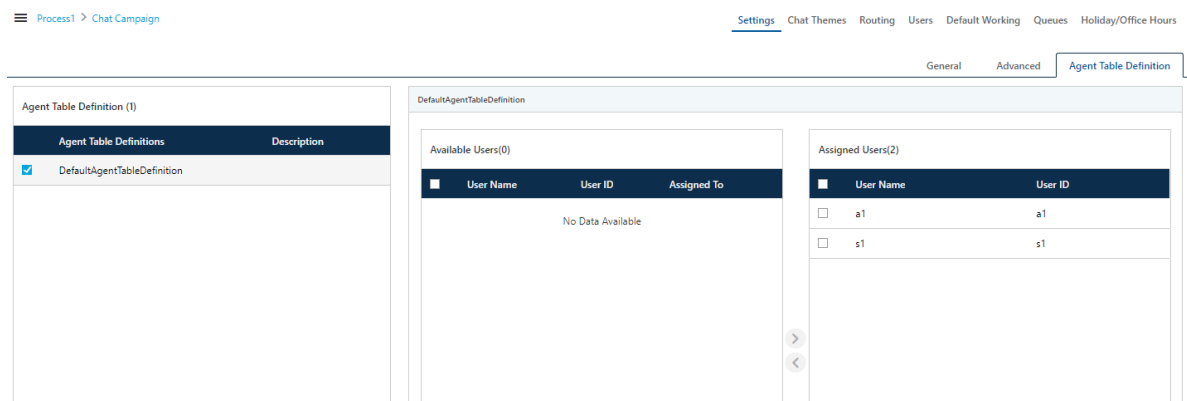 Process1 > Chat Campaign
Settings Chat Themes Routing Users Default Working Queues Holiday/Office Hours
General Advanced Agent Table Definition
Agent Table Definition (1)
Agent Table Definitions Description
DefaultAgentTableDefinition
DefaultAgentTableDefinition
Available Users(0)
User Name User ID Assigned To
No Data Available
Assigned Users(2)
User Name User ID
a1 a1
s1 s1